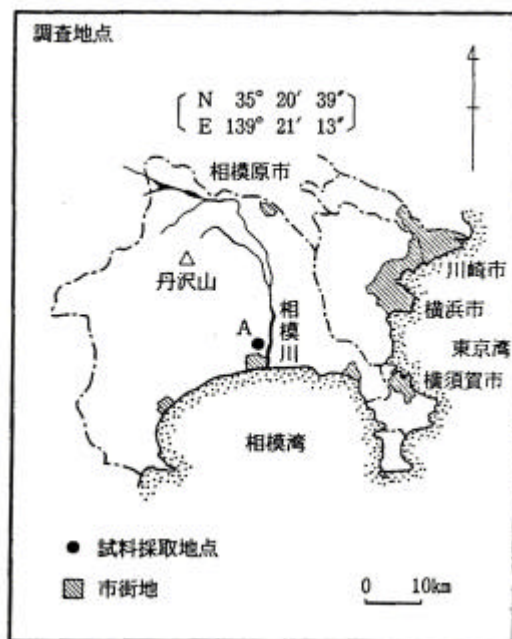 調査地点
N 35° 20′ 39″
E 139° 21′ 13″
相模原市
丹沢山
川崎市
横浜市
相模川
A
東京湾
横須賀市
相模湾
● 試料採取地点
市街地
0 10km